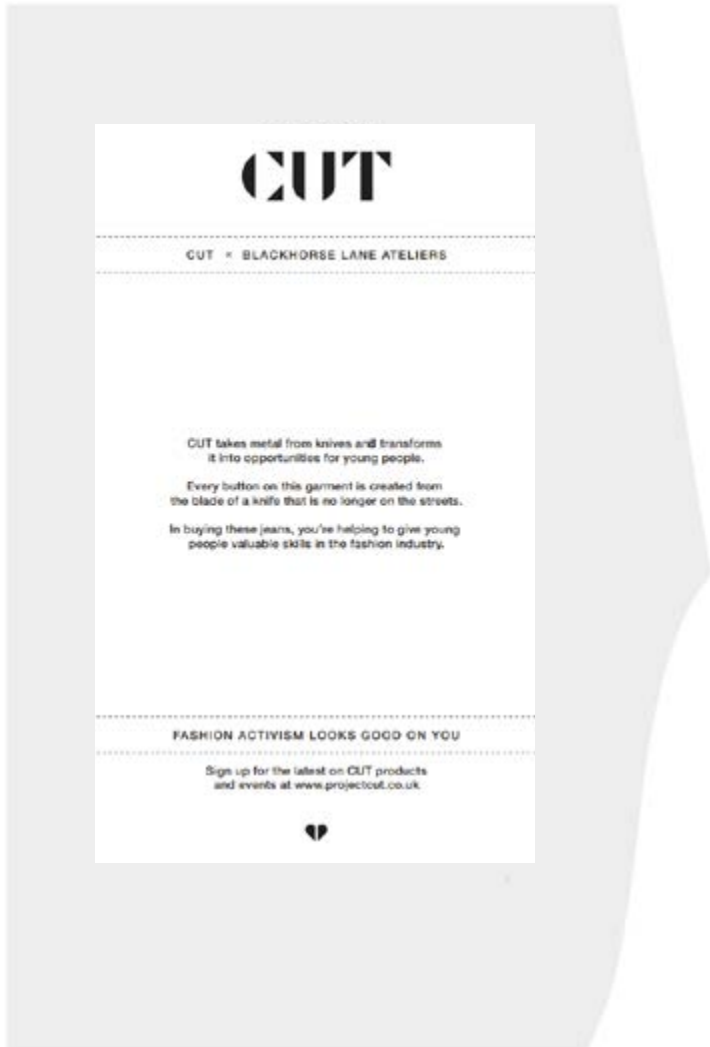 CUT
CUT × BLACKHORSE LANE ATELIERS
CUT takes metal from knives and transforms
it into opportunities for young people.
Every button on this garment is created from
the blade of a knife that is no longer on the streets.
In buying these jeans, you're helping to give young
people valuable skills in the fashion industry.
FASHION ACTIVISM LOOKS GOOD ON YOU
Sign up for the latest on CUT products
and events at www.projectcut.co.uk